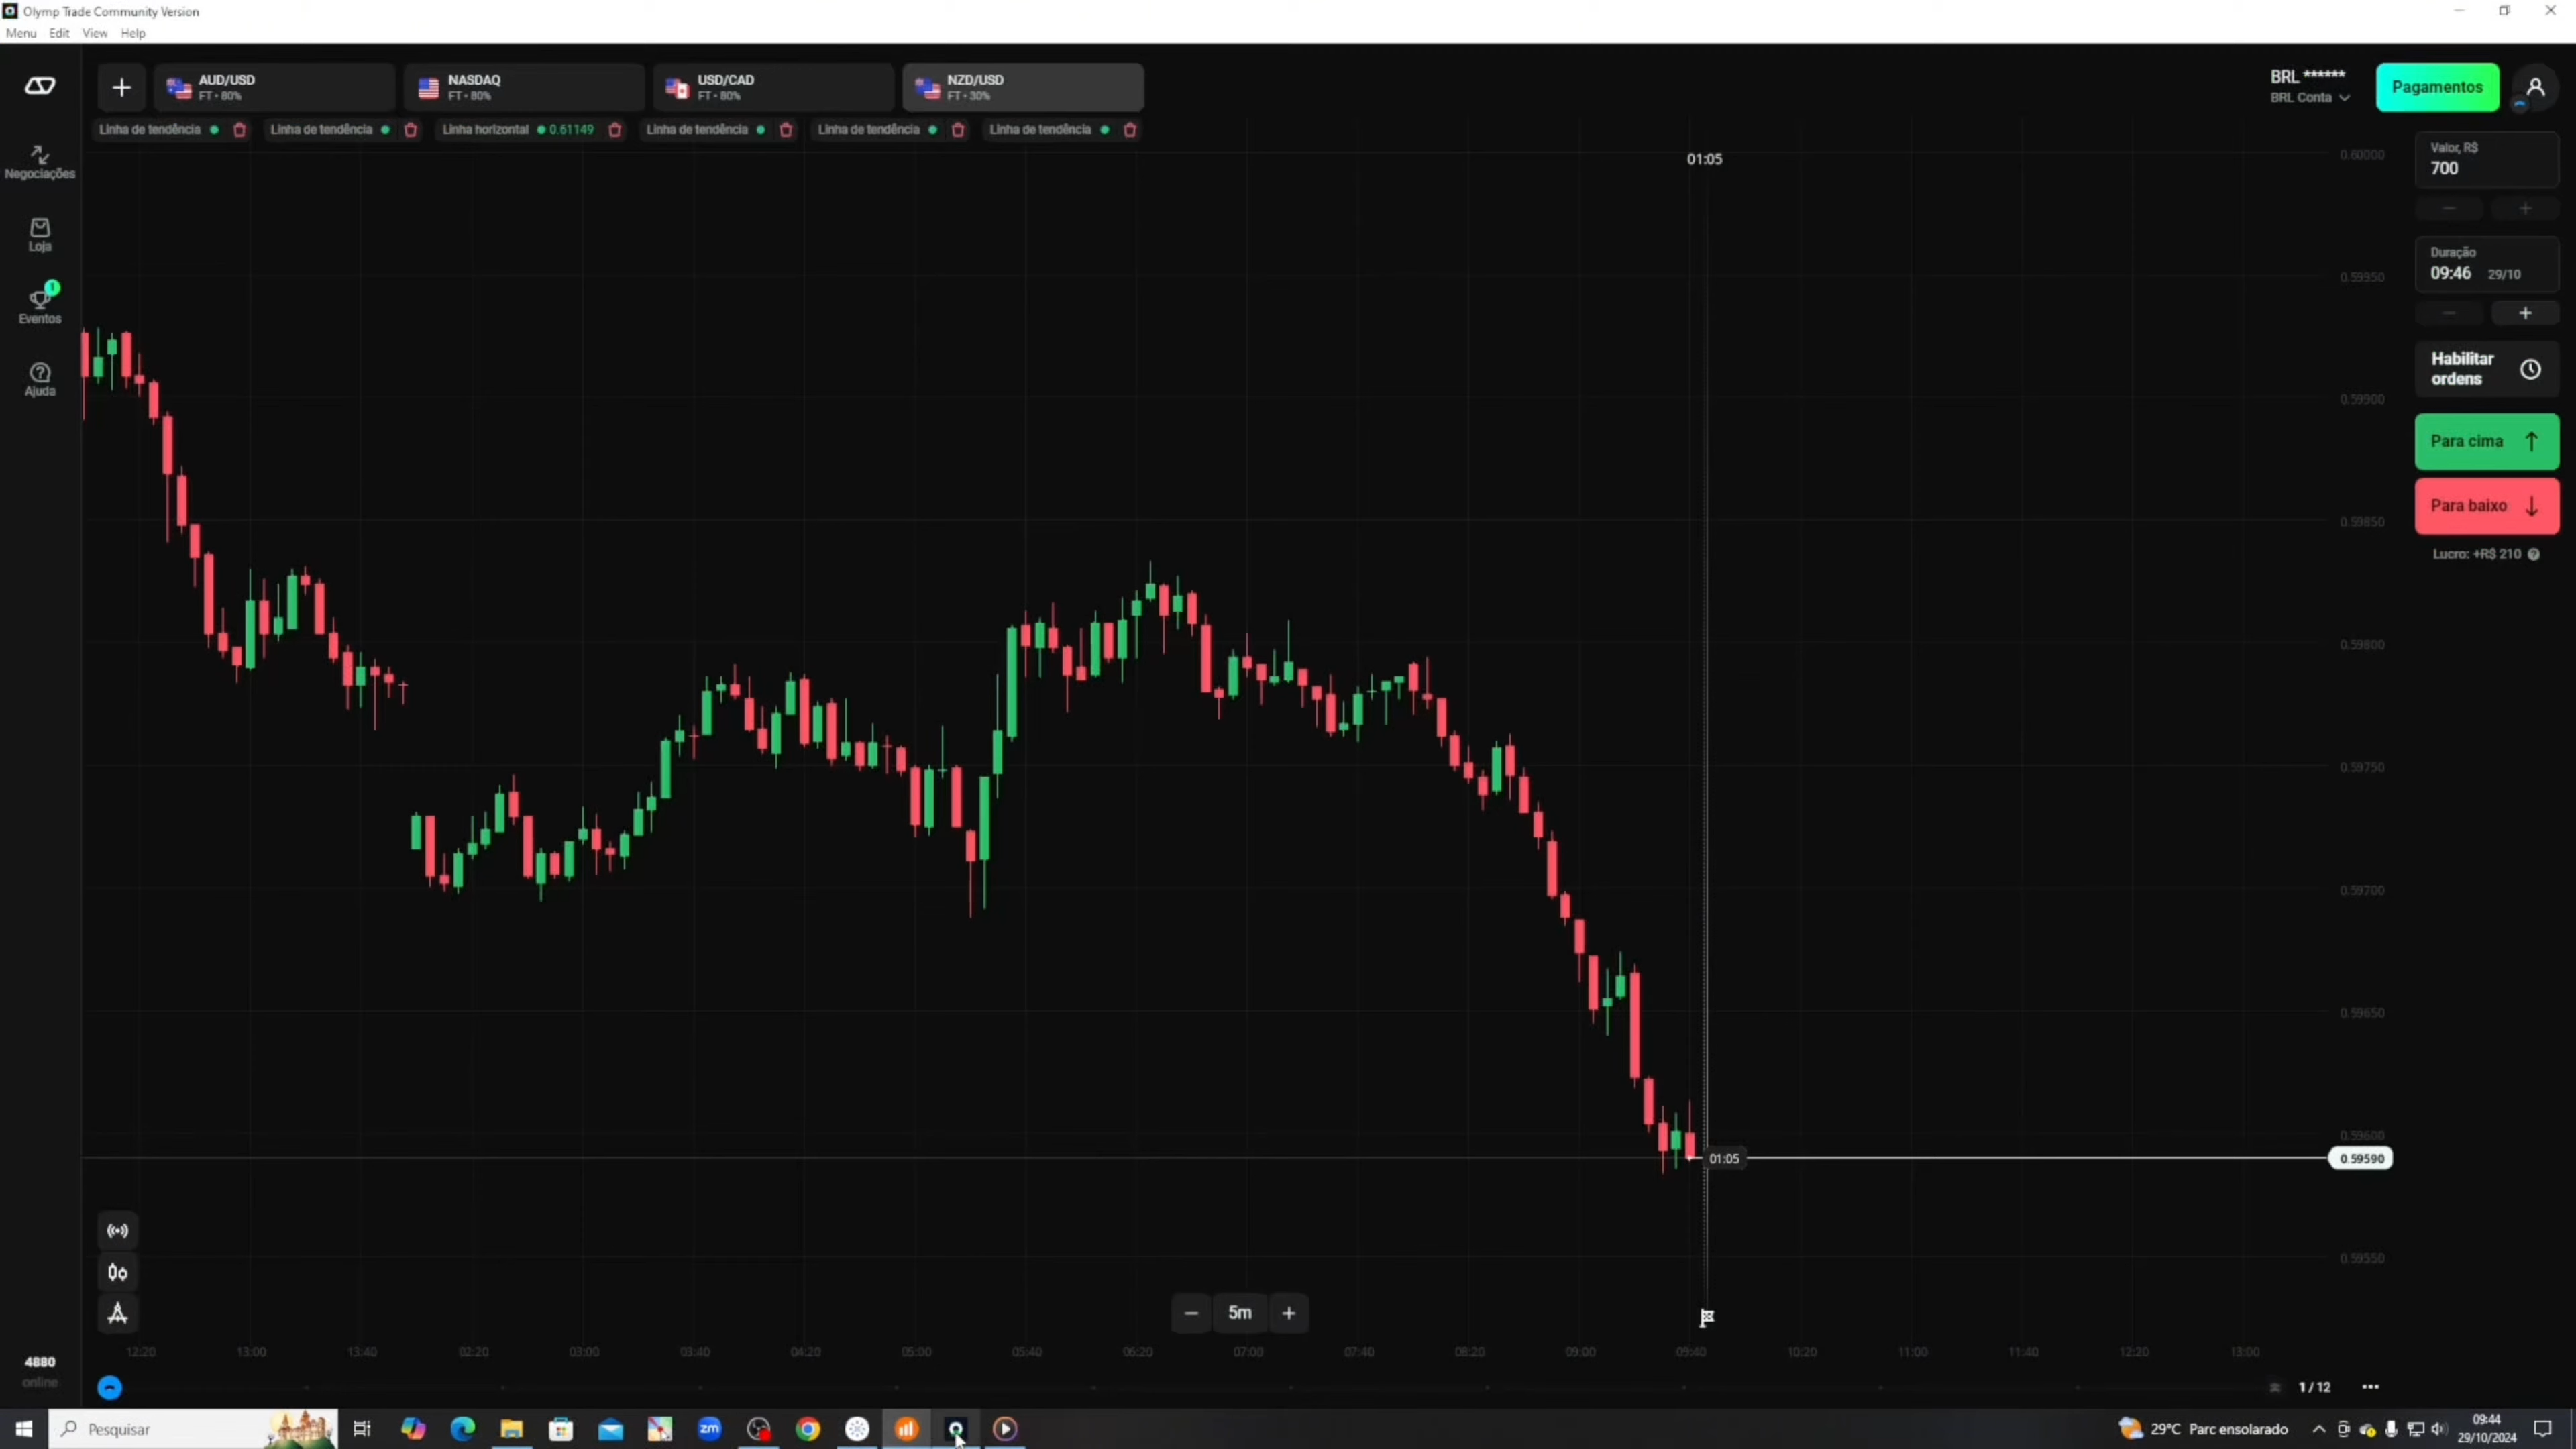 Olymp Trade Community Version
Menu Edit View Help
AUD/USD
FT • 80%
NASDAQ
FT • 80%
USD/CAD
FT • 80%
NZD/USD
FT • 30%
BRL ******
BRL Conta
Pagamentos
Linha de tendência
Linha de tendência
Linha horizontal 0.61149
Linha de tendência
Linha de tendência
Linha de tendência
Negociações
Loja
1
Eventos
Ajuda
01:05
0.60000
0.59950
0.59900
0.59850
0.59800
0.59750
0.59700
0.59650
0.59600
0.59590
0.59550
01:05
Valor, R$
700
Duração
09:46 29/10
Habilitar
ordens
Para cima
Para baixo
Lucro: +R$ 210
5m
12:20 13:00 13:40 02:20 03:00 03:40 04:20 05:00 05:40 06:20 07:00 07:40 08:20 09:00 09:40 10:20 11:00 11:40 12:20 13:00
4880
online
1 / 12
Pesquisar
zm
29°C Parc ensolarado
09:44
29/10/2024